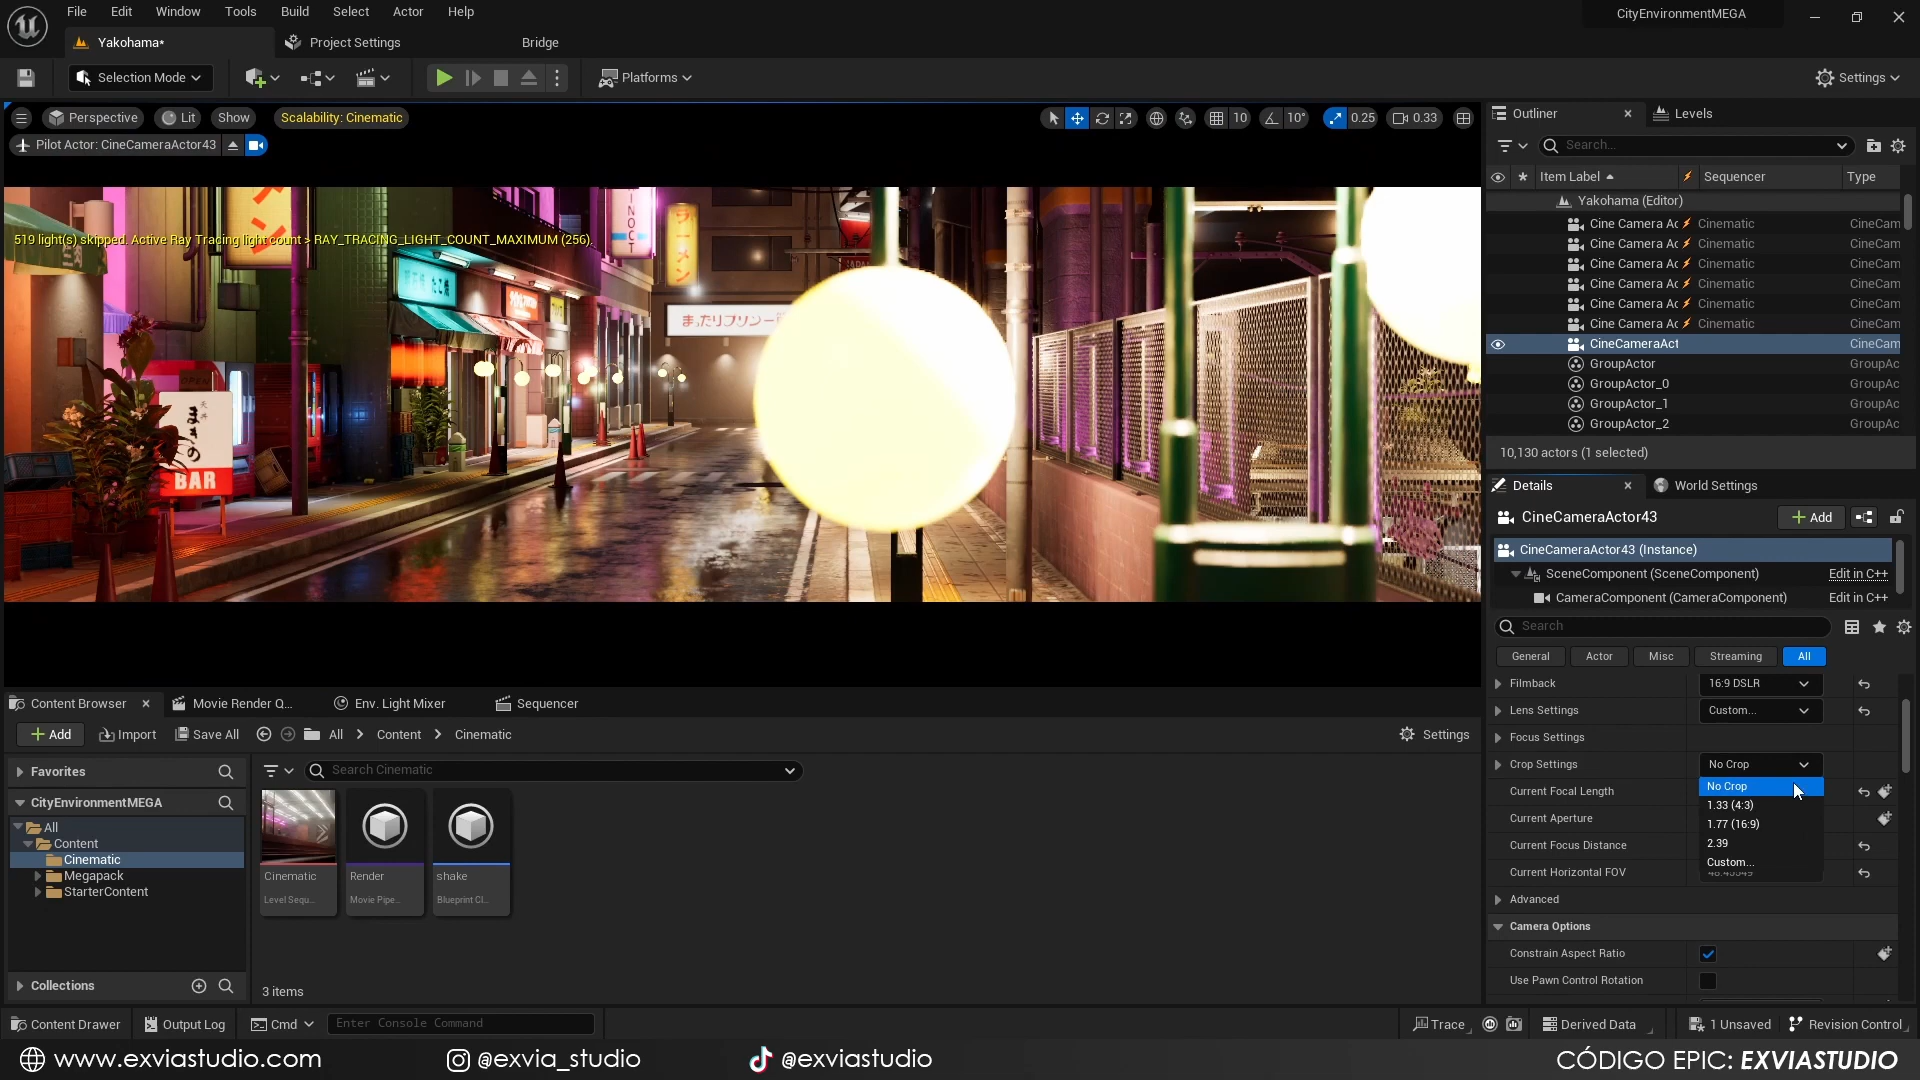 File Edit Window Tools Build Select Actor Help
CityEnvironmentMEGA
Yakohama*
Project Settings
Bridge
Selection Mode
Platforms
Settings
Perspective
Lit
Show
Scalability: Cinematic
10
10°
0.25
0.33
Pilot Actor: CineCameraActor43
519 light(s) skipped. Active Ray Tracing light count > RAY_TRACING_LIGHT_COUNT_MAXIMUM (256).
OPEN
BAR
Outliner
Levels
Search...
Item Label
Sequencer
Type
Yakohama (Editor)
Cine Camera Ac Cinematic CineCam
Cine Camera Ac Cinematic CineCam
Cine Camera Ac Cinematic CineCam
Cine Camera Ac Cinematic CineCam
Cine Camera Ac Cinematic CineCam
Cine Camera Ac Cinematic CineCam
CineCameraAct CineCam
GroupActor GroupAc
GroupActor_0 GroupAc
GroupActor_1 GroupAc
GroupActor_2 GroupAc
10,130 actors (1 selected)
Details
World Settings
CineCameraActor43
Add
CineCameraActor43 (Instance)
SceneComponent (SceneComponent) Edit in C++
CameraComponent (CameraComponent) Edit in C++
Search
General Actor Misc Streaming All
Filmback 16:9 DSLR
Lens Settings Custom...
Focus Settings
Crop Settings No Crop
No Crop
Current Focal Length
1.33 (4:3)
Current Aperture
1.77 (16:9)
Current Focus Distance
2.39
Custom...
Current Horizontal FOV
Advanced
Camera Options
Constrain Aspect Ratio
Use Pawn Control Rotation
Content Browser
Movie Render Q...
Env. Light Mixer
Sequencer
Add
Import
Save All
All
Content
Cinematic
Settings
Favorites
CityEnvironmentMEGA
All
Content
Cinematic
Megapack
StarterContent
Collections
Search Cinematic
Cinematic
Level Sequ...
Render
Movie Pipe...
shake
Blueprint Cl...
3 items
Content Drawer
Output Log
Cmd
Enter Console Command
Trace
Derived Data
1 Unsaved
Revision Control
www.exviastudio.com
@exvia_studio
@exviastudio
CÓDIGO EPIC: EXVIASTUDIO